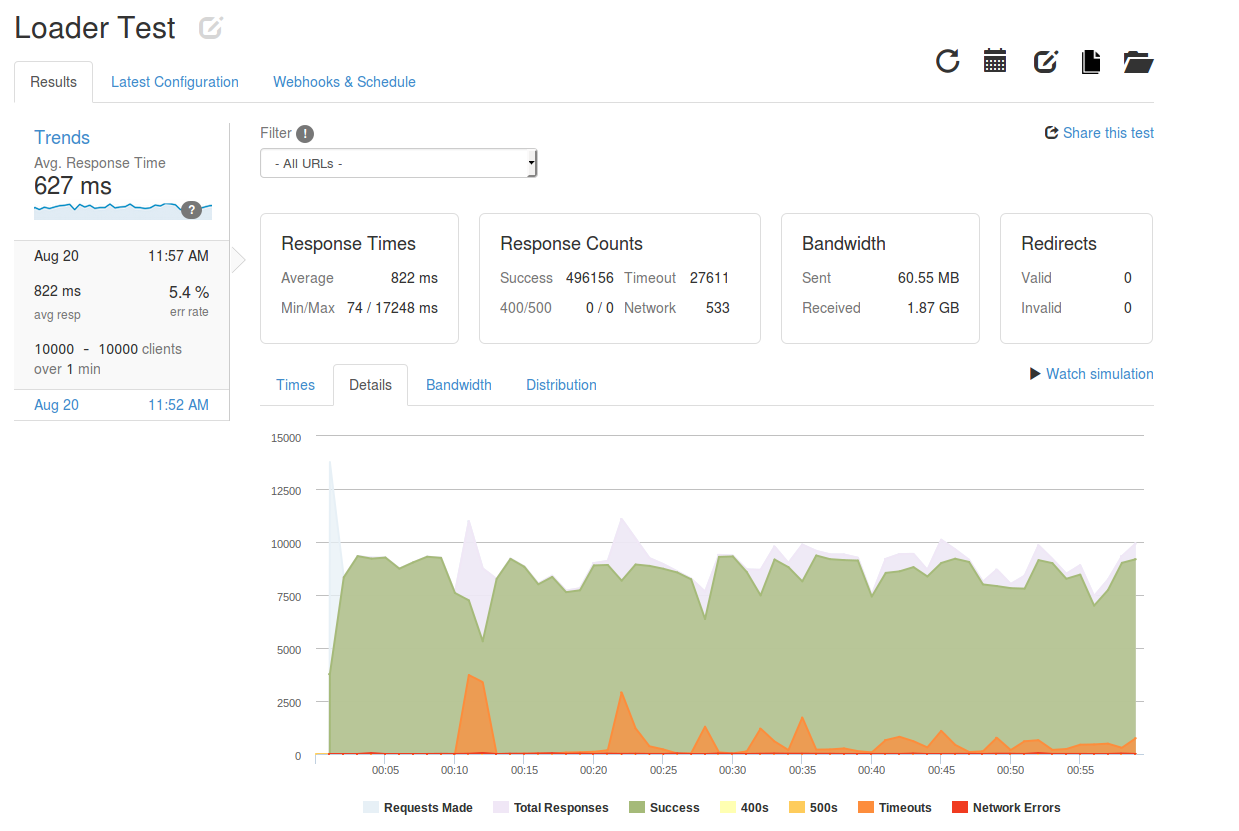 Loader Test
Results Latest Configuration Webhooks & Schedule
Trends
Avg. Response Time
627 ms
?
Aug 20 11:57 AM
822 ms 5.4 %
avg resp err rate
10000 - 10000 clients
over 1 min
Aug 20 11:52 AM
Filter !
- All URLs -
Share this test
Response Times
Average 822 ms
Min/Max 74 / 17248 ms
Response Counts
Success 496156 Timeout 27611
400/500 0 / 0 Network 533
Bandwidth
Sent 60.55 MB
Received 1.87 GB
Redirects
Valid 0
Invalid 0
Times Details Bandwidth Distribution
Watch simulation
15000
12500
10000
7500
5000
2500
0
00:05 00:10 00:15 00:20 00:25 00:30 00:35 00:40 00:45 00:50 00:55
Requests Made Total Responses Success 400s 500s Timeouts Network Errors